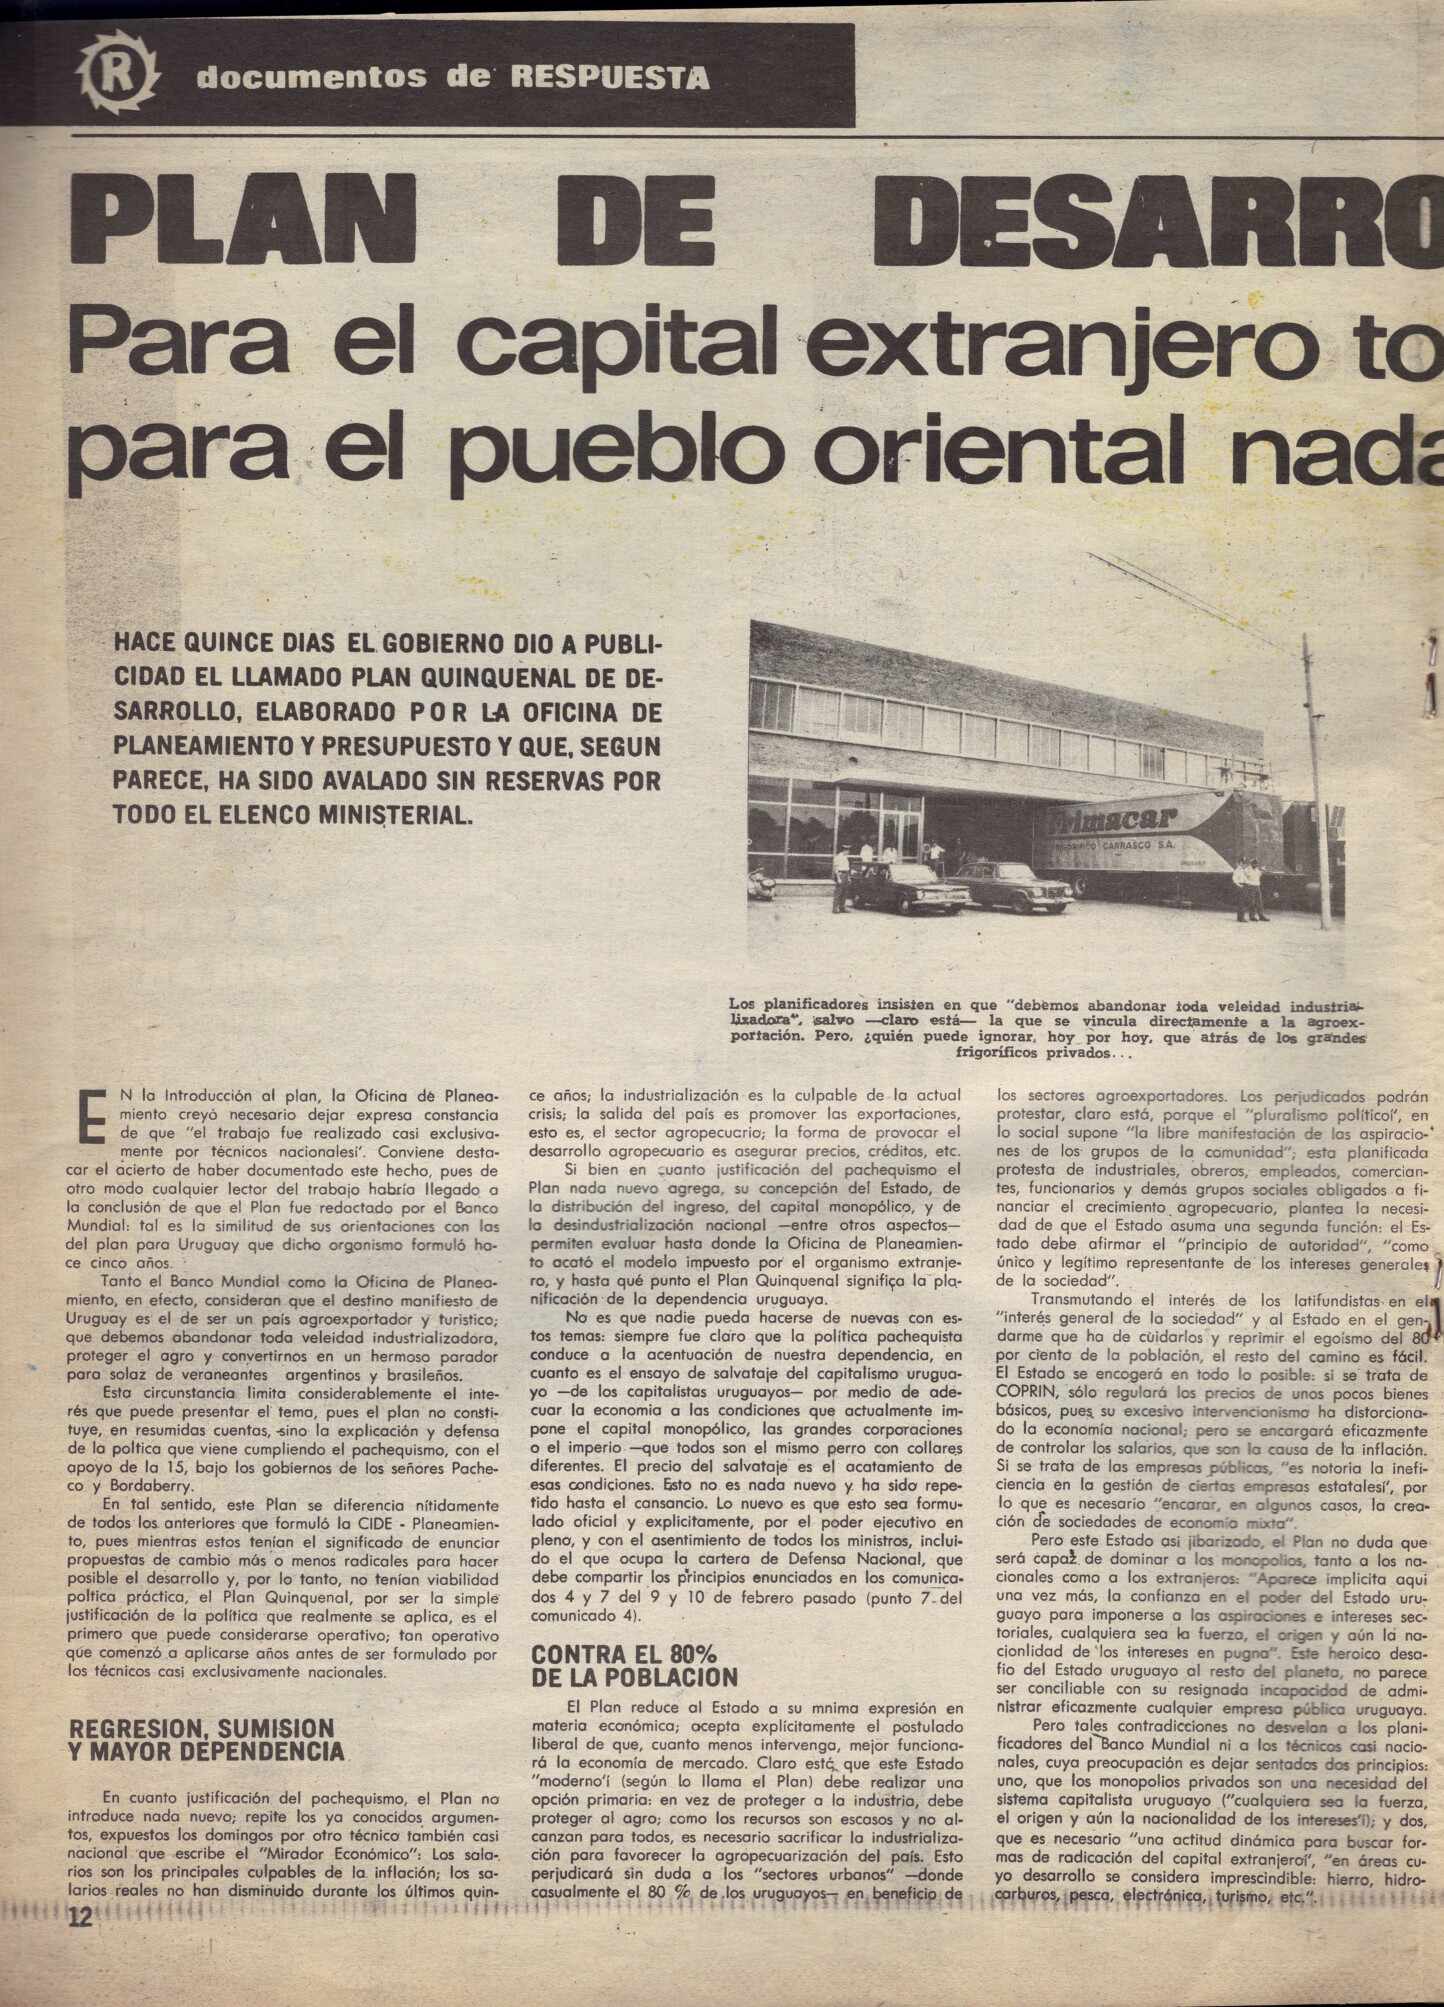 R documentos de RESPUESTA
PLAN DE DESARRO
Para el capital extranjero to
para el pueblo oriental nada
HACE QUINCE DIAS EL GOBIERNO DIO A PUBLI-
CIDAD EL LLAMADO PLAN QUINQUENAL DE DE-
SARROLLO, ELABORADO POR LA OFICINA DE
PLANEAMIENTO Y PRESUPUESTO Y QUE, SEGUN
PARECE, HA SIDO AVALADO SIN RESERVAS POR
TODO EL ELENCO MINISTERIAL.
Frimacar
FRIGORIFICO CARRASCO S.A.
Los planificadores insisten en que "debemos abandonar toda veleidad industria-
lizadora", salvo —claro está— la que se vincula directamente a la agroex-
portación. Pero, ¿quién puede ignorar, hoy por hoy, que atrás de los grandes
frigoríficos privados...
EN la Introducción al plan, la Oficina de Planea-
miento creyó necesario dejar expresa constancia
de que "el trabajo fue realizado casi exclusiva-
mente por técnicos nacionalesi'. Conviene desta-
car el acierto de haber documentado este hecho, pues de
otro modo cualquier lector del trabajo habría llegado a
la conclusión de que el Plan fue redactado por el Banco
Mundial: tal es la similitud de sus orientaciones con las
del plan para Uruguay que dicho organismo formuló ha-
ce cinco años.
Tanto el Banco Mundial como la Oficina de Planea-
miento, en efecto, consideran que el destino manifiesto de
Uruguay es el de ser un país agroexportador y turístico;
que debemos abandonar toda veleidad industrializadora,
proteger el agro y convertirnos en un hermoso parador
para solaz de veraneantes argentinos y brasileños.
Esta circunstancia limita considerablemente el inte-
rés que puede presentar el tema, pues el plan no consti-
tuye, en resumidas cuentas, sino la explicación y defensa
de la poltica que viene cumpliendo el pachequismo, con el
apoyo de la 15, bajo los gobiernos de los señores Pache-
co y Bordaberry.
En tal sentido, este Plan se diferencia nítidamente
de todos los anteriores que formuló la CIDE - Planeamien-
to, pues mientras estos tenían el significado de enunciar
propuestas de cambio más o menos radicales para hacer
posible el desarrollo y, por lo tanto, no tenían viabilidad
poltica práctica, el Plan Quinquenal, por ser la simple
justificación de la política que realmente se aplica, es el
primero que puede considerarse operativo; tan operativo
que comenzó a aplicarse años antes de ser formulado por
los técnicos casi exclusivamente nacionales.
REGRESION, SUMISION
Y MAYOR DEPENDENCIA
En cuanto justificación del pachequismo, el Plan no
introduce nada nuevo; repite los ya conocidos argumen-
tos, expuestos los domingos por otro técnico también casi
nacional que escribe el "Mirador Económico": Los sala-
rios son los principales culpables de la inflación; los sa-
larios reales no han disminuido durante los últimos quin-
12
ce años; la industrialización es la culpable de la actual
crisis; la salida del país es promover las exportaciones,
esto es, el sector agropecuario; la forma de provocar el
desarrollo agropecuario es asegurar precios, créditos, etc.
Si bien en cuanto justificación del pachequismo el
Plan nada nuevo agrega, su concepción del Estado, de
la distribución del ingreso, del capital monopólico, y de
la desindustrialización nacional —entre otros aspectos—
permiten evaluar hasta donde la Oficina de Planeamien-
to acató el modelo impuesto por el organismo extranje-
ro, y hasta qué punto el Plan Quinquenal significa la pla-
nificación de la dependencia uruguaya.
No es que nadie pueda hacerse de nuevas con es-
tos temas: siempre fue claro que la política pachequista
conduce a la acentuación de nuestra dependencia, en
cuanto es el ensayo de salvataje del capitalismo urugua-
yo —de los capitalistas uruguayos— por medio de ade-
cuar la economía a las condiciones que actualmente im-
pone el capital monopólico, las grandes corporaciones
o el imperio —que todos son el mismo perro con collares
diferentes. El precio del salvataje es el acatamiento de
esas condiciones. Esto no es nada nuevo y ha sido repe-
tido hasta el cansancio. Lo nuevo es que esto sea formu-
lado oficial y explicitamente, por el poder ejecutivo en
pleno, y con el asentimiento de todos los ministros, inclui-
do el que ocupa la cartera de Defensa Nacional, que
debe compartir los principios enunciados en los comunica-
dos 4 y 7 del 9 y 10 de febrero pasado (punto 7 del
comunicado 4).
CONTRA EL 80%
DE LA POBLACION
El Plan reduce al Estado a su mnima expresión en
materia económica; acepta explícitamente el postulado
liberal de que, cuanto menos intervenga, mejor funciona-
rá la economía de mercado. Claro está que este Estado
"moderno'i (según lo llama el Plan) debe realizar una
opción primaria: en vez de proteger a la industria, debe
proteger al agro; como los recursos son escasos y no al-
canzan para todos, es necesario sacrificar la industrializa-
ción para favorecer la agropecuarización del país. Esto
perjudicará sin duda a los "sectores urbanos" —donde
casualmente el 80 % de los uruguayos— en beneficio de
los sectores agroexportadores. Los perjudicados podrán
protestar, claro está, porque el "pluralismo políticoi', en
lo social supone "la libre manifestación de las aspiracio-
nes de los grupos de la comunidad"; esta planificada
protesta de industriales, obreros, empleados, comercian-
tes, funcionarios y demás grupos sociales obligados a fi-
nanciar el crecimiento agropecuario, plantea la necesi-
dad de que el Estado asuma una segunda función: el Es-
tado debe afirmar el "principio de autoridad", "como
único y legítimo representante de los intereses generales
de la sociedad".
Transmutando el interés de los latifundistas en el
"interés general de la sociedad" y al Estado en el gen-
darme que ha de cuidarlos y reprimir el egoísmo del 80
por ciento de la población, el resto del camino es fácil.
El Estado se encogerá en todo lo posible: si se trata de
COPRIN, sólo regulará los precios de unos pocos bienes
básicos, pues su excesivo intervencionismo ha distorciona-
do la economía nacional; pero se encargará eficazmente
de controlar los salarios, que son la causa de la inflación.
Si se trata de las empresas públicas, "es notoria la inefi-
ciencia en la gestión de ciertas empresas estatalesi', por
lo que es necesario "encarar, en algunos casos, la crea-
ción de sociedades de economía mixta".
Pero este Estado asi jibarizado, el Plan no duda que
será capaz de dominar a los monopolios, tanto a los na-
cionales como a los extranjeros: "Aparece implicita aqui
una vez más, la confianza en el poder del Estado uru-
guayo para imponerse a las aspiraciones e intereses sec-
toriales, cualquiera sea la fuerza, el origen y aún la na-
cionlidad de los intereses en pugna". Este heroico desa-
fio del Estado uruguayo al resto del planeta, no parece
ser conciliable con su resignada incapacidad de admi-
nistrar eficazmente cualquier empresa pública uruguaya.
Pero tales contradicciones no desvelan a los plani-
ficadores del Banco Mundial ni a los técnicos casi nacio-
nales, cuya preocupación es dejar sentados dos principios:
uno, que los monopolios privados son una necesidad del
sistema capitalista uruguayo ("cualquiera sea la fuerza,
el origen y aún la nacionalidad de los intereses'i); y dos,
que es necesario "una actitud dinámica para buscar for-
mas de radicación del capital extranjeroi', "en áreas cu-
yo desarrollo se considera imprescindible: hierro, hidro-
carburos, pesca, electrónica, turismo, etc.".